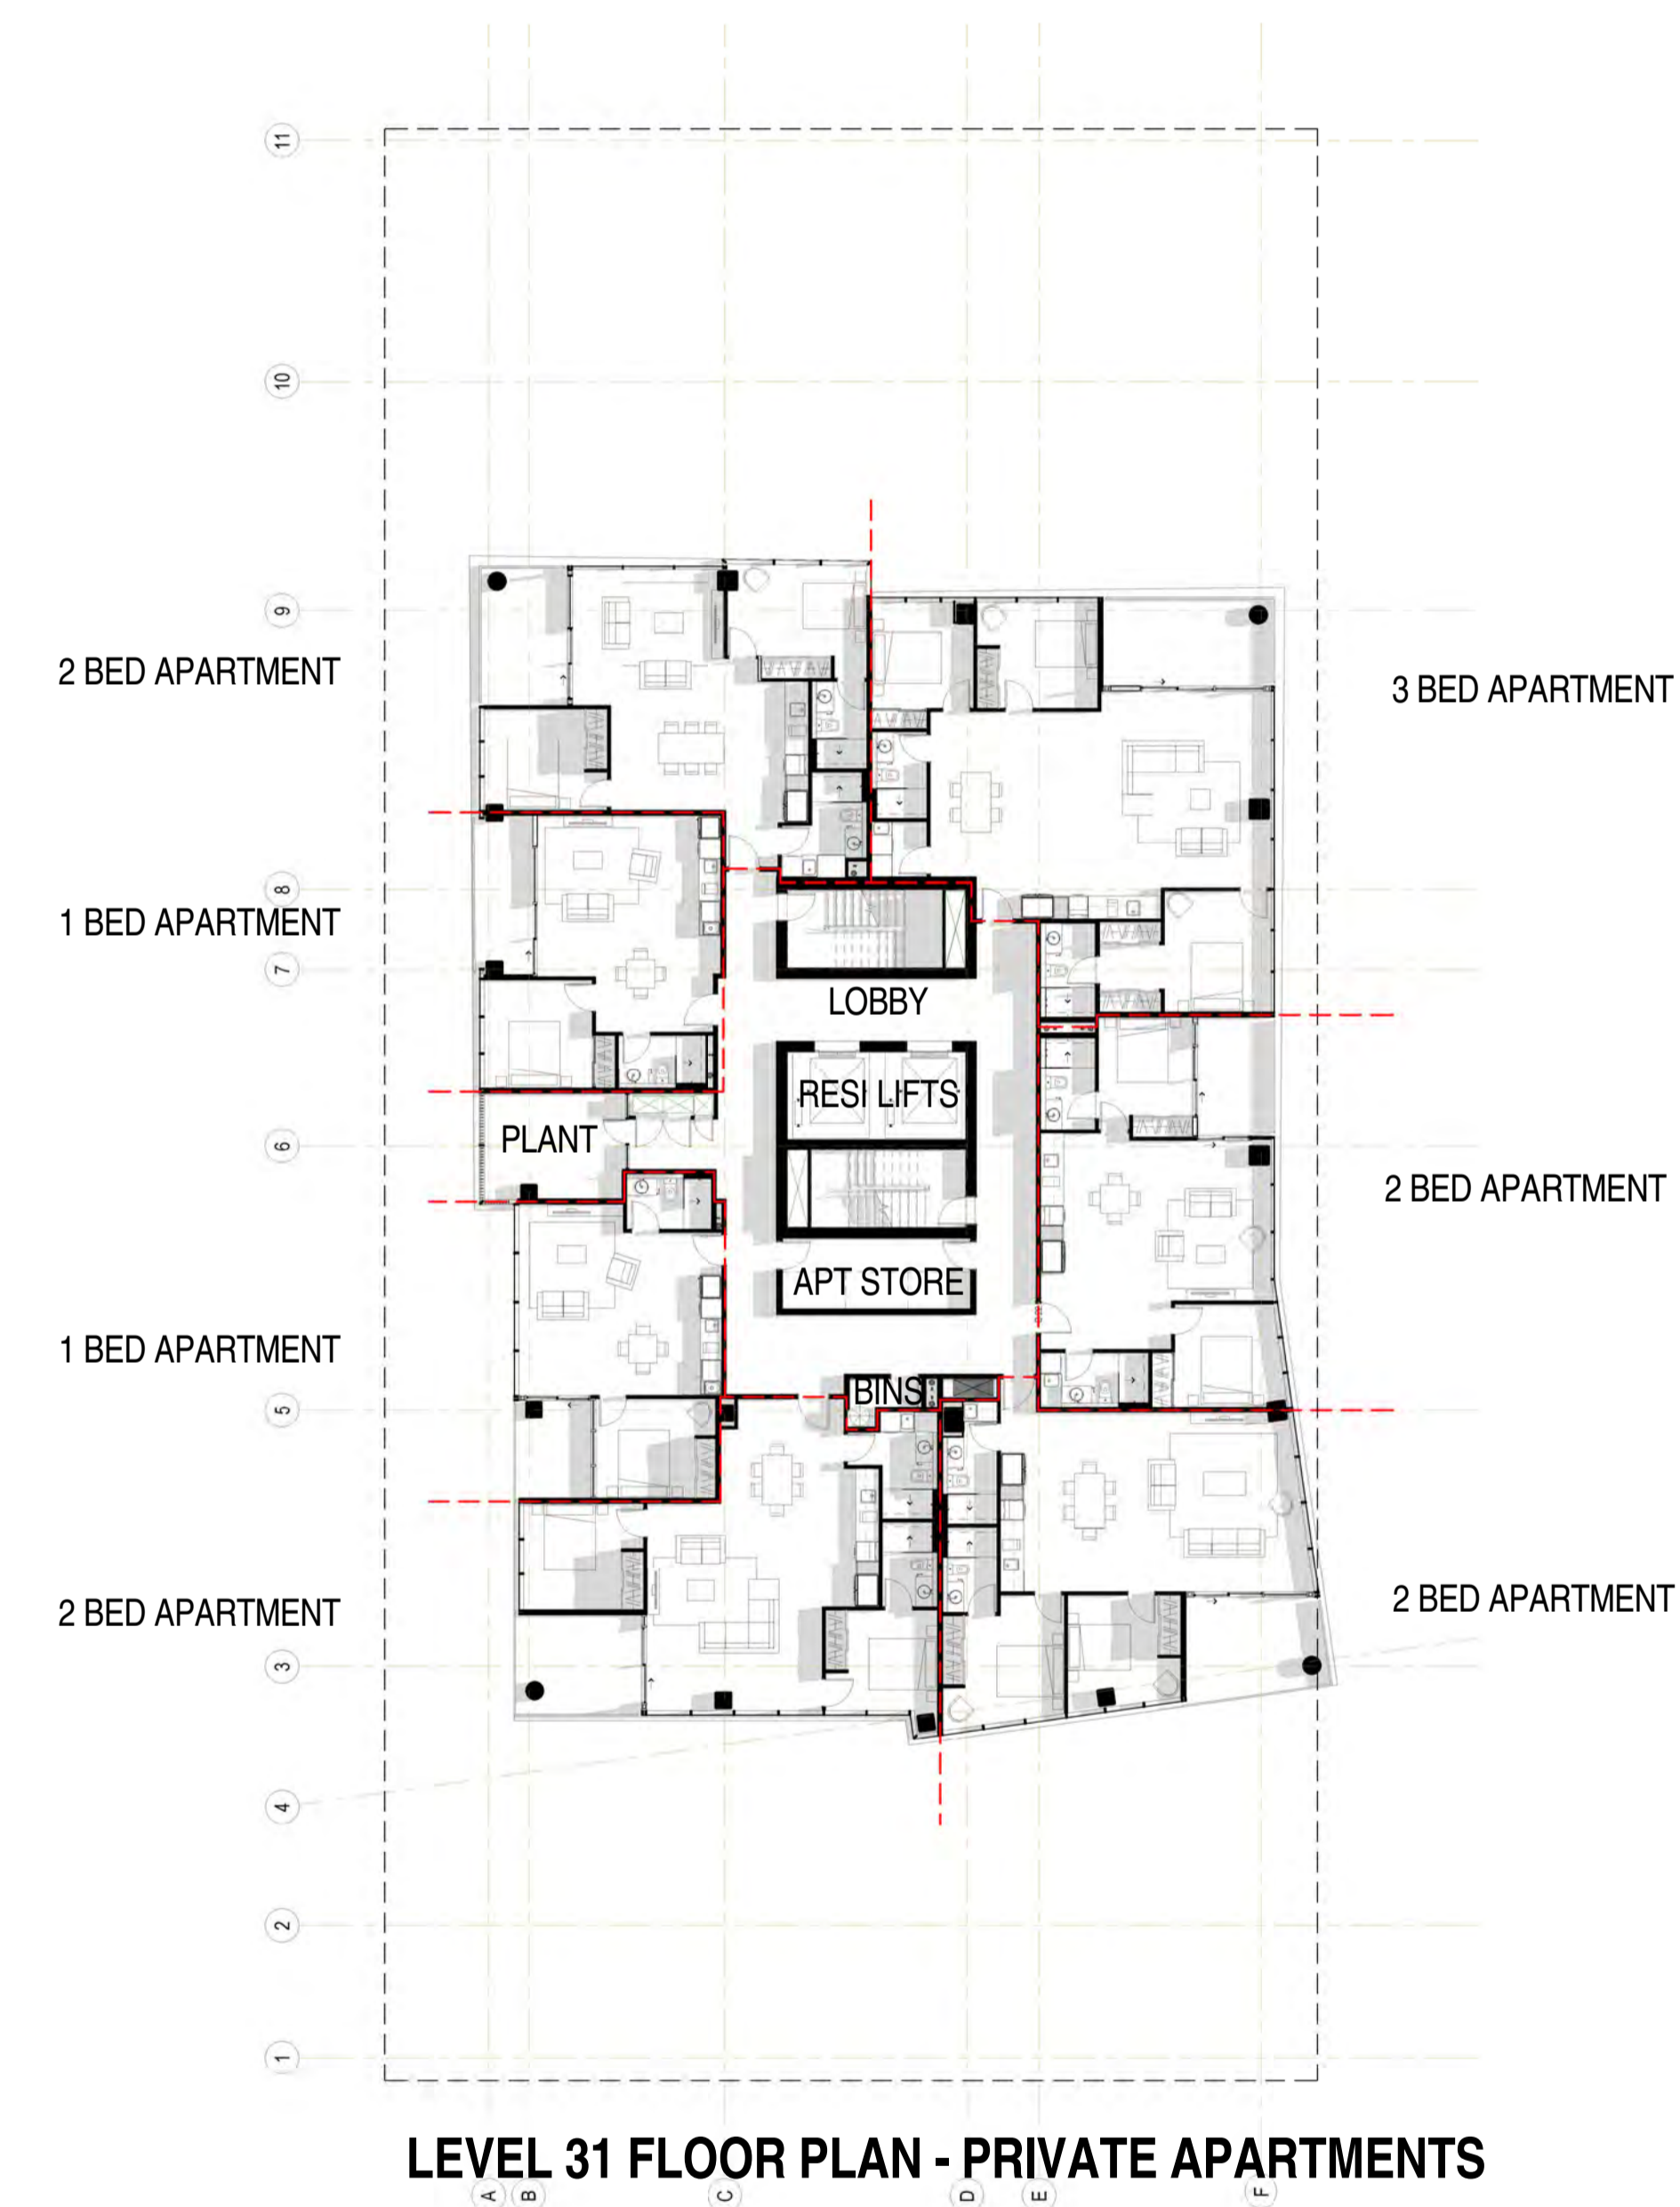 11
10
9
2 BED APARTMENT
3 BED APARTMENT
8
1 BED APARTMENT
7
LOBBY
RESI LIFTS
PLANT
6
2 BED APARTMENT
APT STORE
1 BED APARTMENT
BINS
5
2 BED APARTMENT
2 BED APARTMENT
3
4
2
1
LEVEL 31 FLOOR PLAN - PRIVATE APARTMENTS
A B C D E F